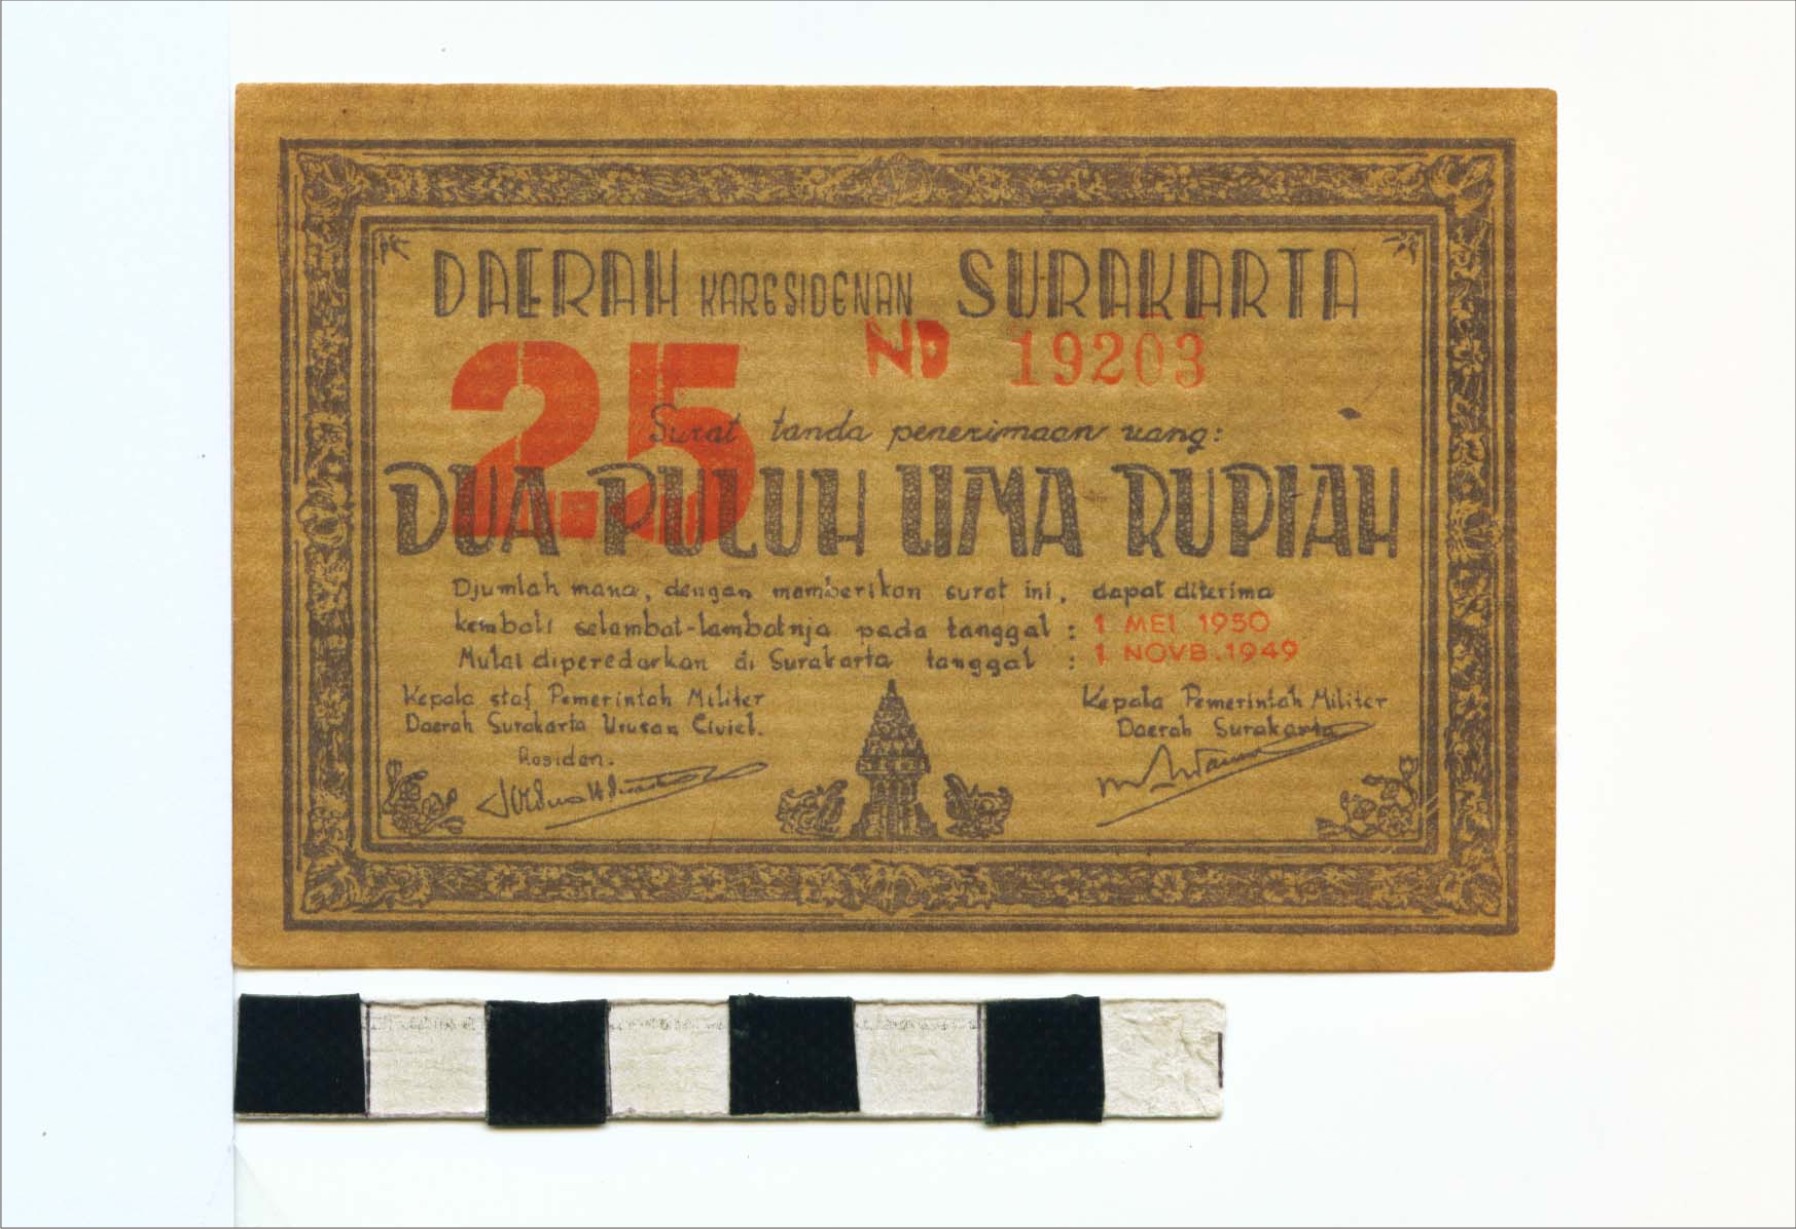 DAERAH KARESIDENAN SURAKARTA
25 NO 19203
Surat tanda penerimaan uang:
DUA PULUH LIMA RUPIAH
Djumlah mana, dengan memberikan surat ini, dapat diterima
kembali selambat-lambatnja pada tanggal : 1 MEI 1950
Mulai diperedarkan di Surakarta tanggal : 1 NOVB. 1949
Kepala staf Pemerintah Militer
Daerah Surakarta Urusan Civiel.
Residen.
Kepala Pemerintah Militer
Daerah Surakarta